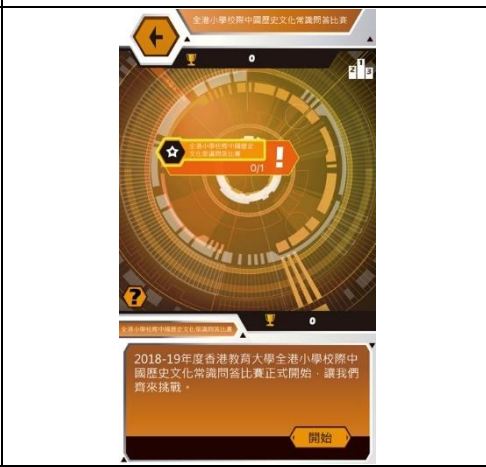 全港小學校際中國歷史文化常識問答比賽
0
2 1 3
全港小學校際中國歷史
文化常識問答比賽
!
0/1
?
全港小學校際中國歷史文化常識問答比賽
0
2018-19年度香港教育大學全港小學校際中
國歷史文化常識問答比賽正式開始，讓我們
齊來挑戰。
開始